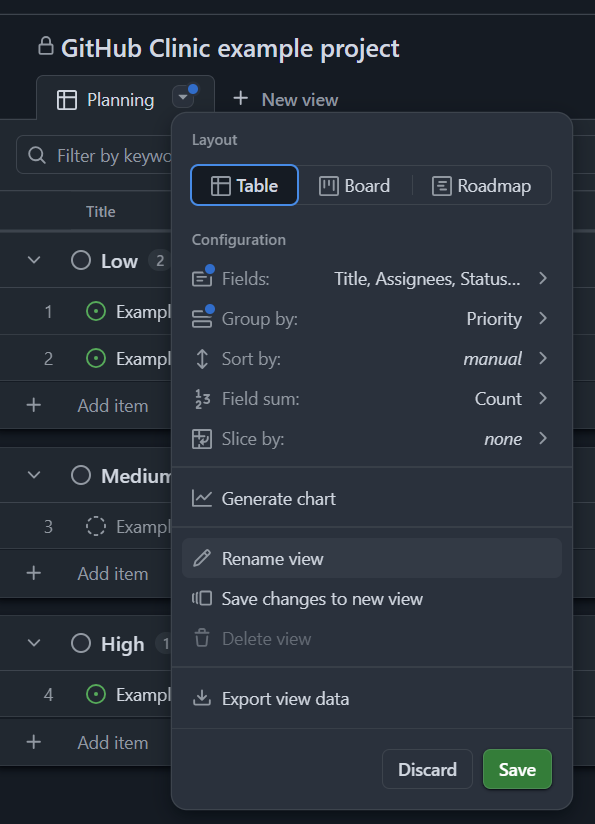 GitHub Clinic example project
Planning
New view
Filter by keywo
Layout
Table Board Roadmap
Title
Configuration
Low 2
Fields: Title, Assignees, Status...
1 Exampl
Group by: Priority
2 Exampl
Sort by: manual
Add item
Field sum: Count
Slice by: none
Medium
Generate chart
3 Exampl
Rename view
Add item
Save changes to new view
High 1
Delete view
4 Exampl
Export view data
Add item
Discard Save